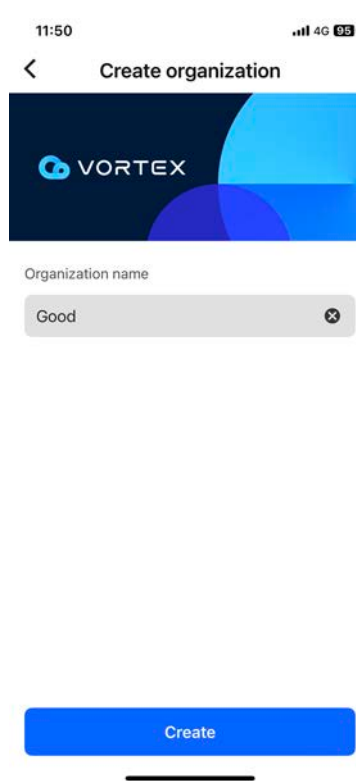 11:50
4G 95
Create organization
VORTEX
Organization name
Good
Create